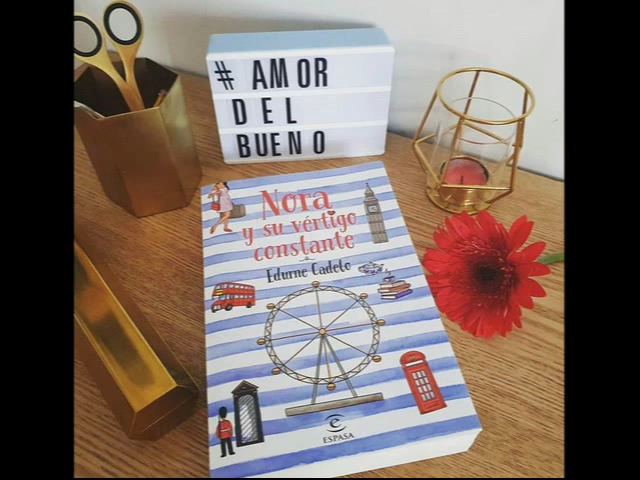 # AMOR
DEL
BUENO
Nora
y su vértigo
constante
Edurne Cadelo
ESPASA